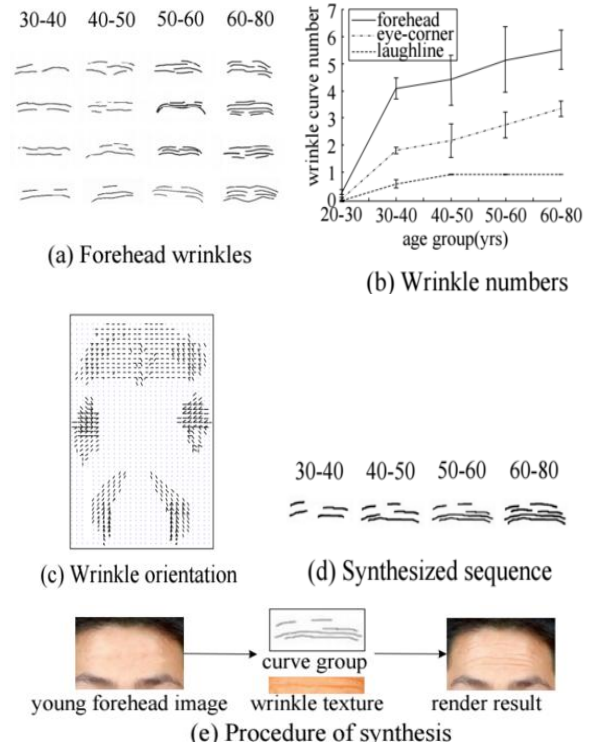 30-40 40-50 50-60 60-80
(a) Forehead wrinkles
7
6
5
4
3
2
1
0
wrinkle curve number
forehead
eye-corner
laughline
20-30 30-40 40-50 50-60 60-80
age group(yrs)
(b) Wrinkle numbers
(c) Wrinkle orientation
30-40 40-50 50-60 60-80
(d) Synthesized sequence
curve group
young forehead image wrinkle texture render result
(e) Procedure of synthesis